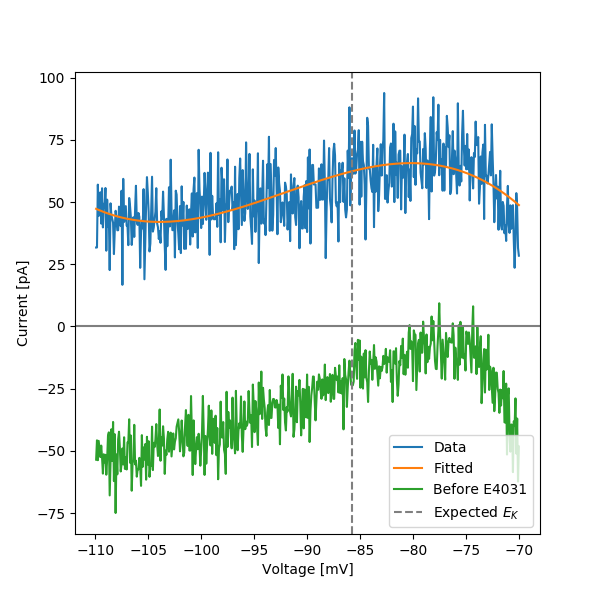 100
75
50
25
0
−25
−50
−75
Current [pA]
−110
−105
−100
−95
−90
−85
−80
−75
−70
Voltage [mV]
Data
Fitted
Before E4031
Expected E_K